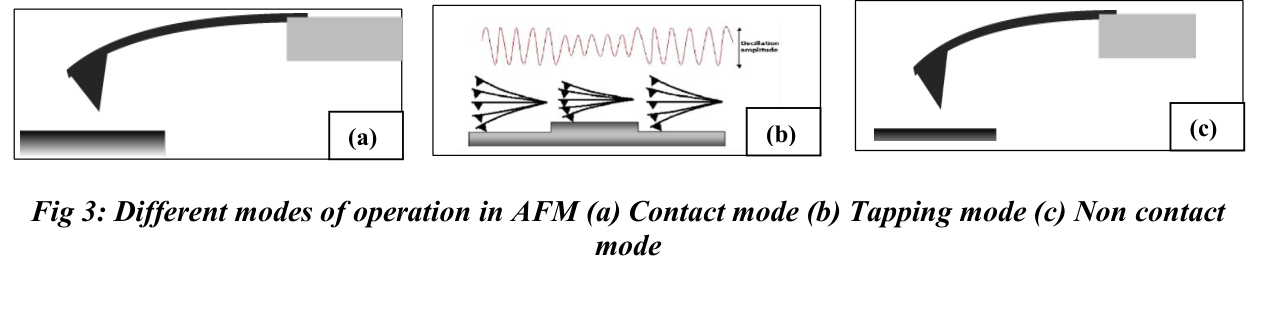 Oscillation
amplitude
(a)
(b)
(c)
Fig 3: Different modes of operation in AFM (a) Contact mode (b) Tapping mode (c) Non contact
mode